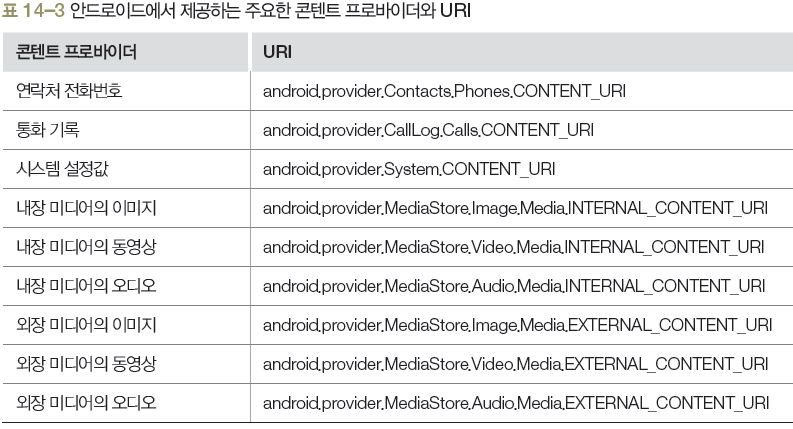 표 14-3 안드로이드에서 제공하는 주요한 콘텐트 프로바이더와 URI
콘텐트 프로바이더 URI
연락처 전화번호 android.provider.Contacts.Phones.CONTENT_URI
통화 기록 android.provider.CallLog.Calls.CONTENT_URI
시스템 설정값 android.provider.System.CONTENT_URI
내장 미디어의 이미지 android.provider.MediaStore.Image.Media.INTERNAL_CONTENT_URI
내장 미디어의 동영상 android.provider.MediaStore.Video.Media.INTERNAL_CONTENT_URI
내장 미디어의 오디오 android.provider.MediaStore.Audio.Media.INTERNAL_CONTENT_URI
외장 미디어의 이미지 android.provider.MediaStore.Image.Media.EXTERNAL_CONTENT_URI
외장 미디어의 동영상 android.provider.MediaStore.Video.Media.EXTERNAL_CONTENT_URI
외장 미디어의 오디오 android.provider.MediaStore.Audio.Media.EXTERNAL_CONTENT_URI